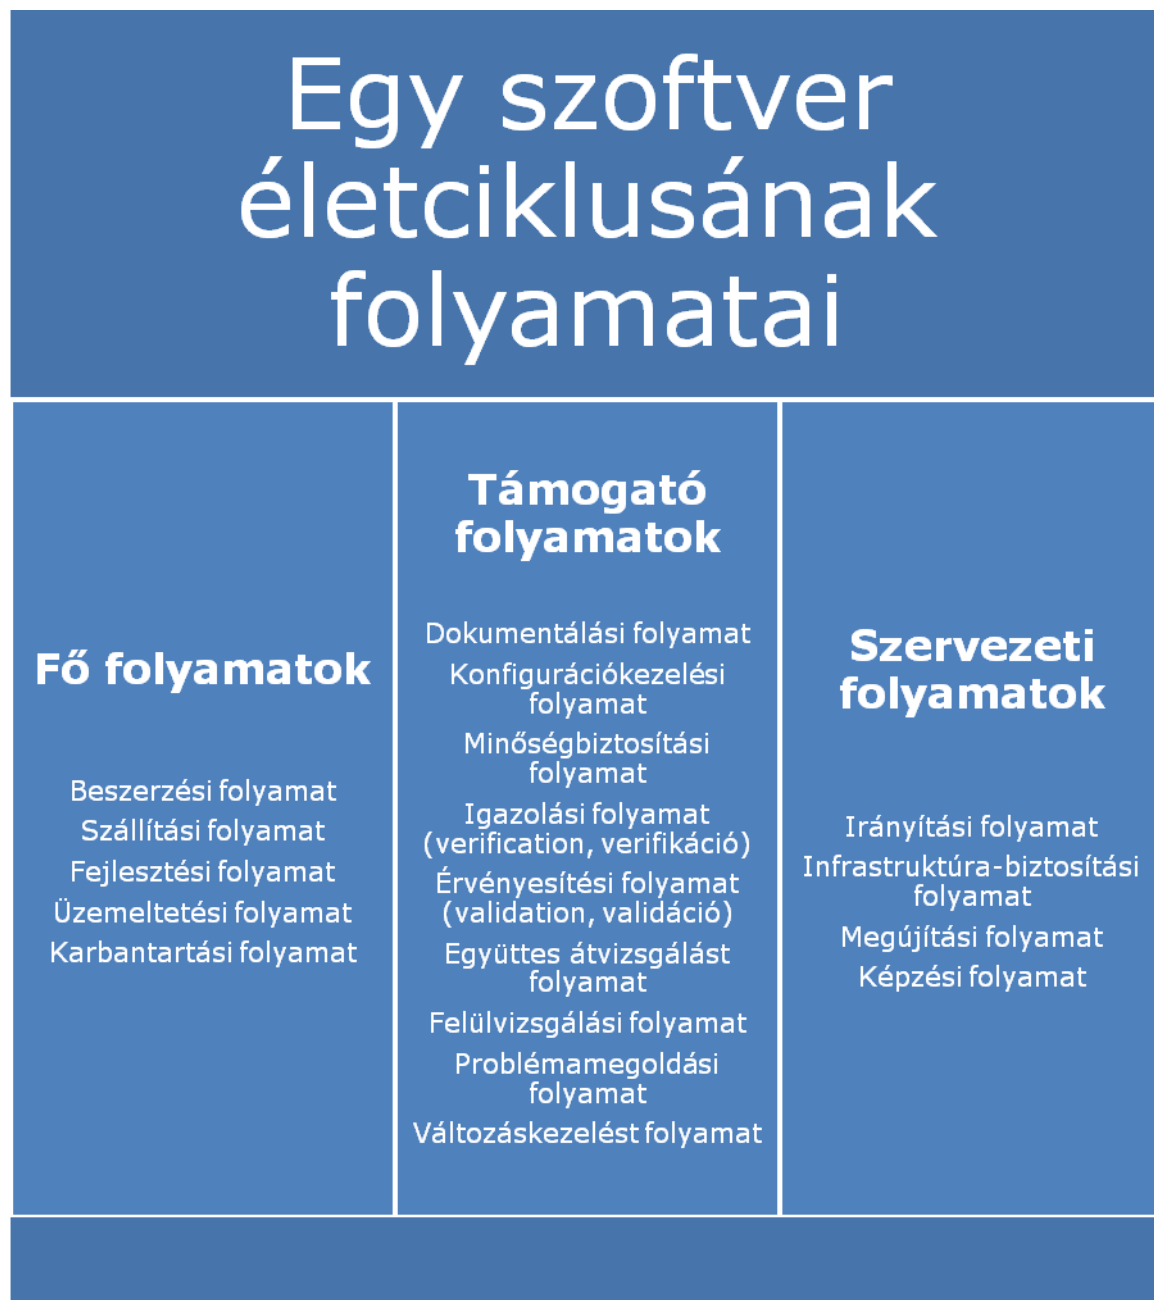 Egy szoftver
életciklusának
folyamatai
Fő folyamatok
Beszerzési folyamat
Szállítási folyamat
Fejlesztési folyamat
Üzemeltetési folyamat
Karbantartási folyamat
Támogató
folyamatok
Dokumentálási folyamat
Konfigurációkezelési
folyamat
Minőségbiztosítási
folyamat
Igazolási folyamat
(verification, verifikáció)
Érvényesítési folyamat
(validation, validáció)
Együttes átvizsgálást
folyamat
Felülvizsgálási folyamat
Problémamegoldási
folyamat
Változáskezelést folyamat
Szervezeti
folyamatok
Irányítási folyamat
Infrastruktúra-biztosítási
folyamat
Megújítási folyamat
Képzési folyamat